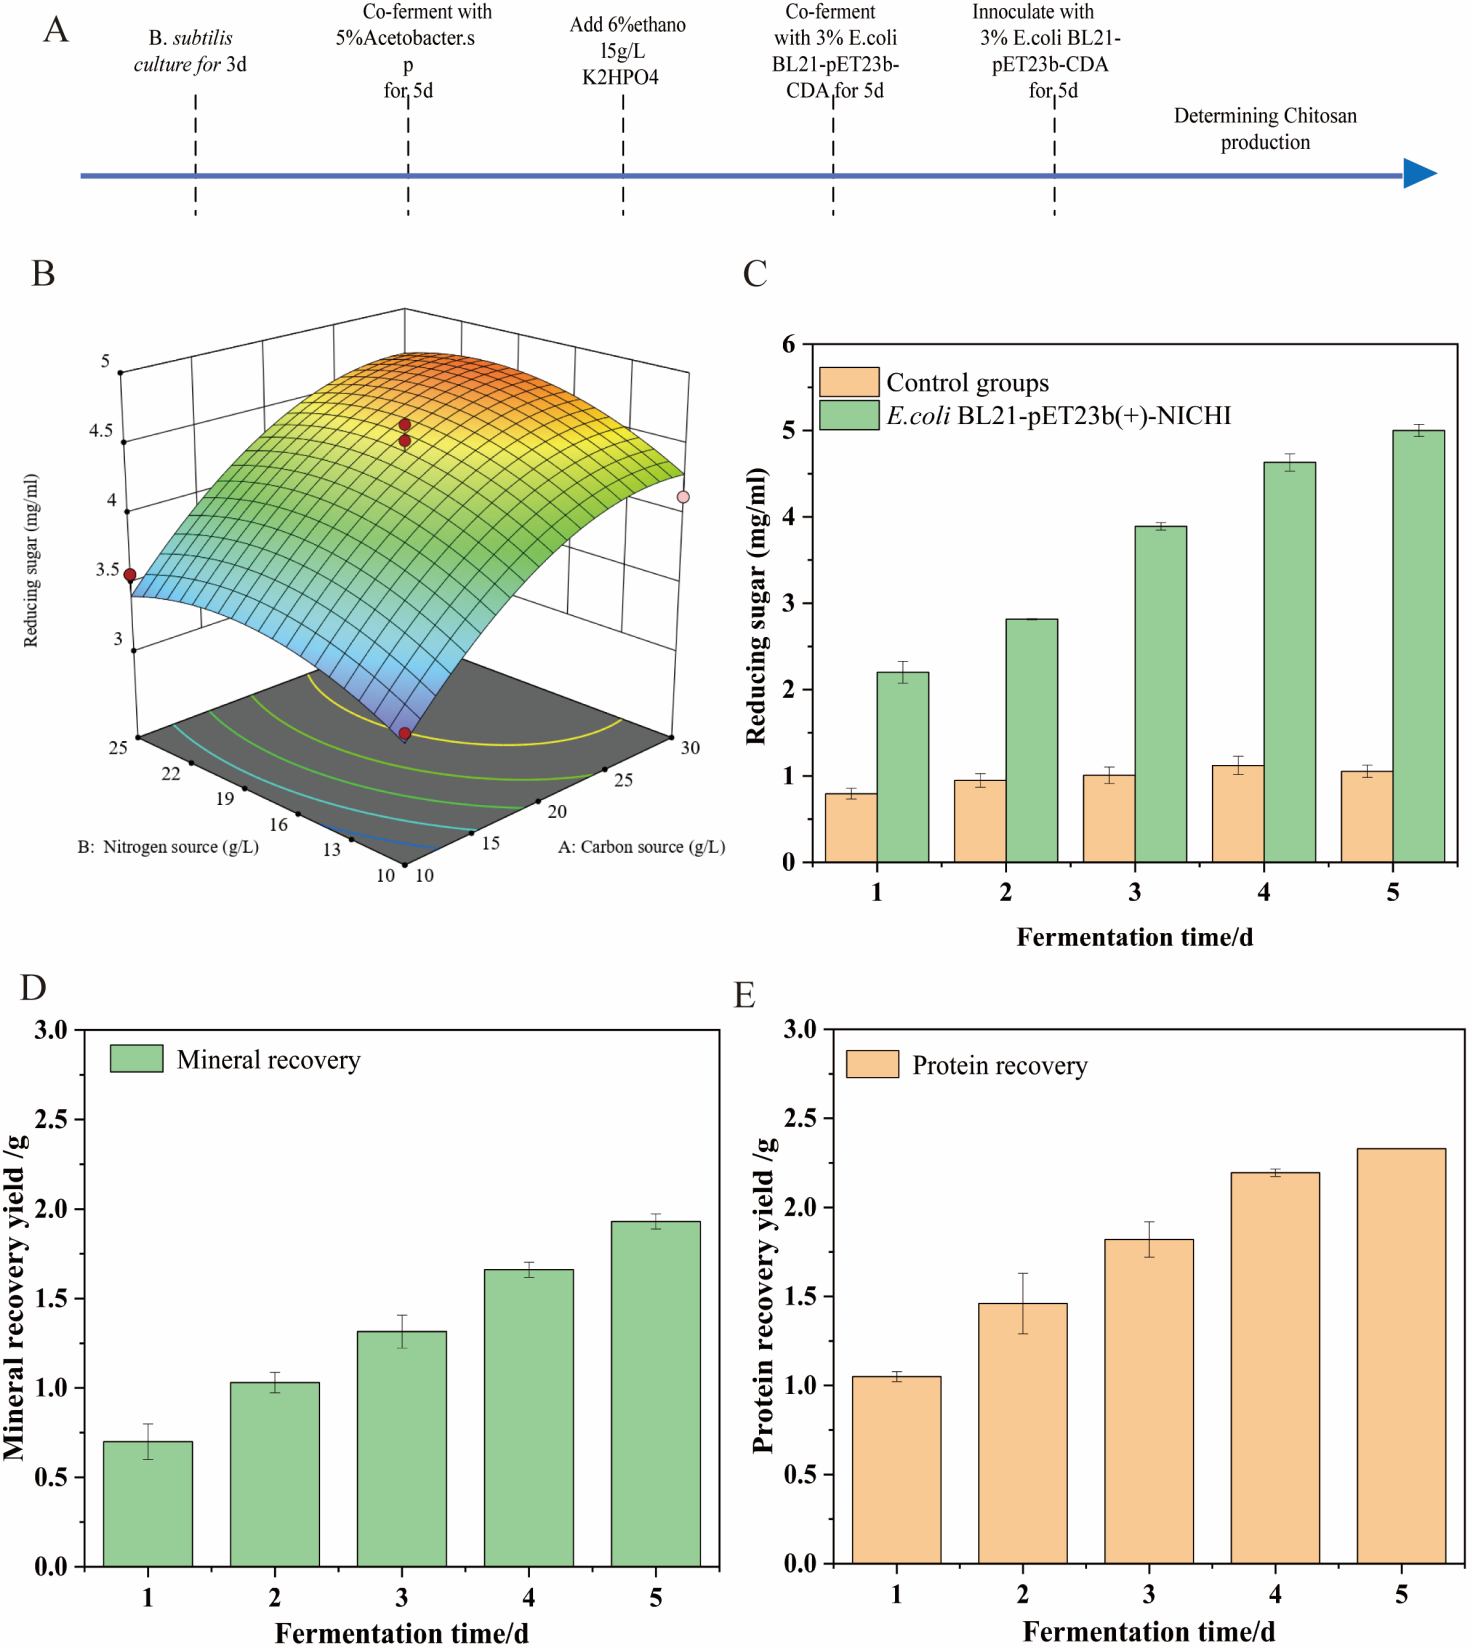 A
B. subtilis
culture for 3d
Co-ferment with
5%Acetobacter.s
p
for 5d
Add 6%ethano
l5g/L
K2HPO4
Co-ferment
with 3% E.coli
BL21-pET23b-
CDA for 5d
Innoculate with
3% E.coli BL21-
pET23b-CDA
for 5d
Determining Chitosan
production
B
5
4.5
4
3.5
3
Reducing sugar (mg/ml)
25
22
19
16
13
10
10
15
20
25
30
B: Nitrogen source (g/L)
A: Carbon source (g/L)
C
6
5
4
3
2
1
0
Reducing sugar (mg/ml)
Control groups
E.coli BL21-pET23b(+)-NICHI
1 2 3 4 5
Fermentation time/d
D
3.0
2.5
2.0
1.5
1.0
0.5
0.0
Mineral recovery yield /g
Mineral recovery
1 2 3 4 5
Fermentation time/d
E
3.0
2.5
2.0
1.5
1.0
0.5
0.0
Protein recovery yield /g
Protein recovery
1 2 3 4 5
Fermentation time/d